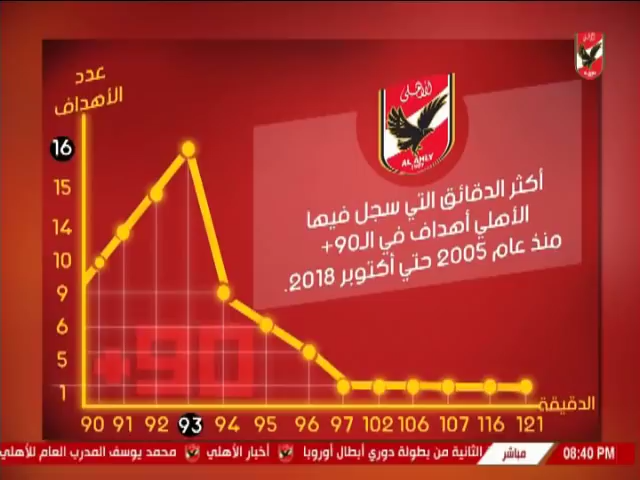 عدد
الأهداف
16
15
14
10
9
6
5
1
90 91 92 93 94 95 96 97 102 106 107 116 121
الدقيقة
+90
الأهلي
AL AHLY
1907
أكثر الدقائق التي سجل فيها
الأهلي أهداف في الـ90+
منذ عام 2005 حتي أكتوبر 2018.
08:40 PM
مباشر
الثانية من بطولة دوري أبطال أوروبا
أخبار الأهلي
محمد يوسف المدرب العام للأهلي